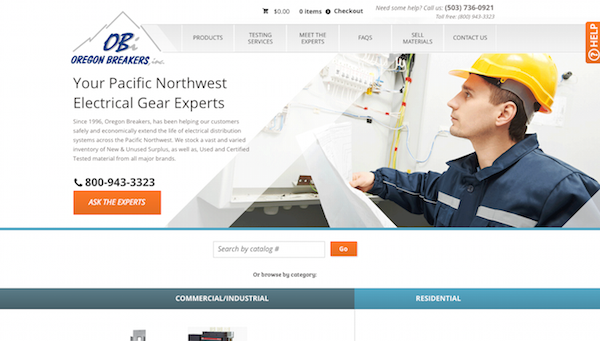 $0.00 0 items Checkout
Need some help? Call us: (503) 736-0921
Toll free: (800) 943-3323
HELP
OBi
OREGON BREAKERS, inc.
PRODUCTS
TESTING
SERVICES
MEET THE
EXPERTS
FAQS
SELL
MATERIALS
CONTACT US
Your Pacific Northwest
Electrical Gear Experts
Since 1996, Oregon Breakers, has been helping our customers
safely and economically extend the life of electrical distribution
systems across the Pacific Northwest. We stock a vast and varied
inventory of New & Unused Surplus, as well as, Used and Certified
Tested material from all major brands.
800-943-3323
ASK THE EXPERTS
Search by catalog #
Go
Or browse by category:
COMMERCIAL/INDUSTRIAL
RESIDENTIAL